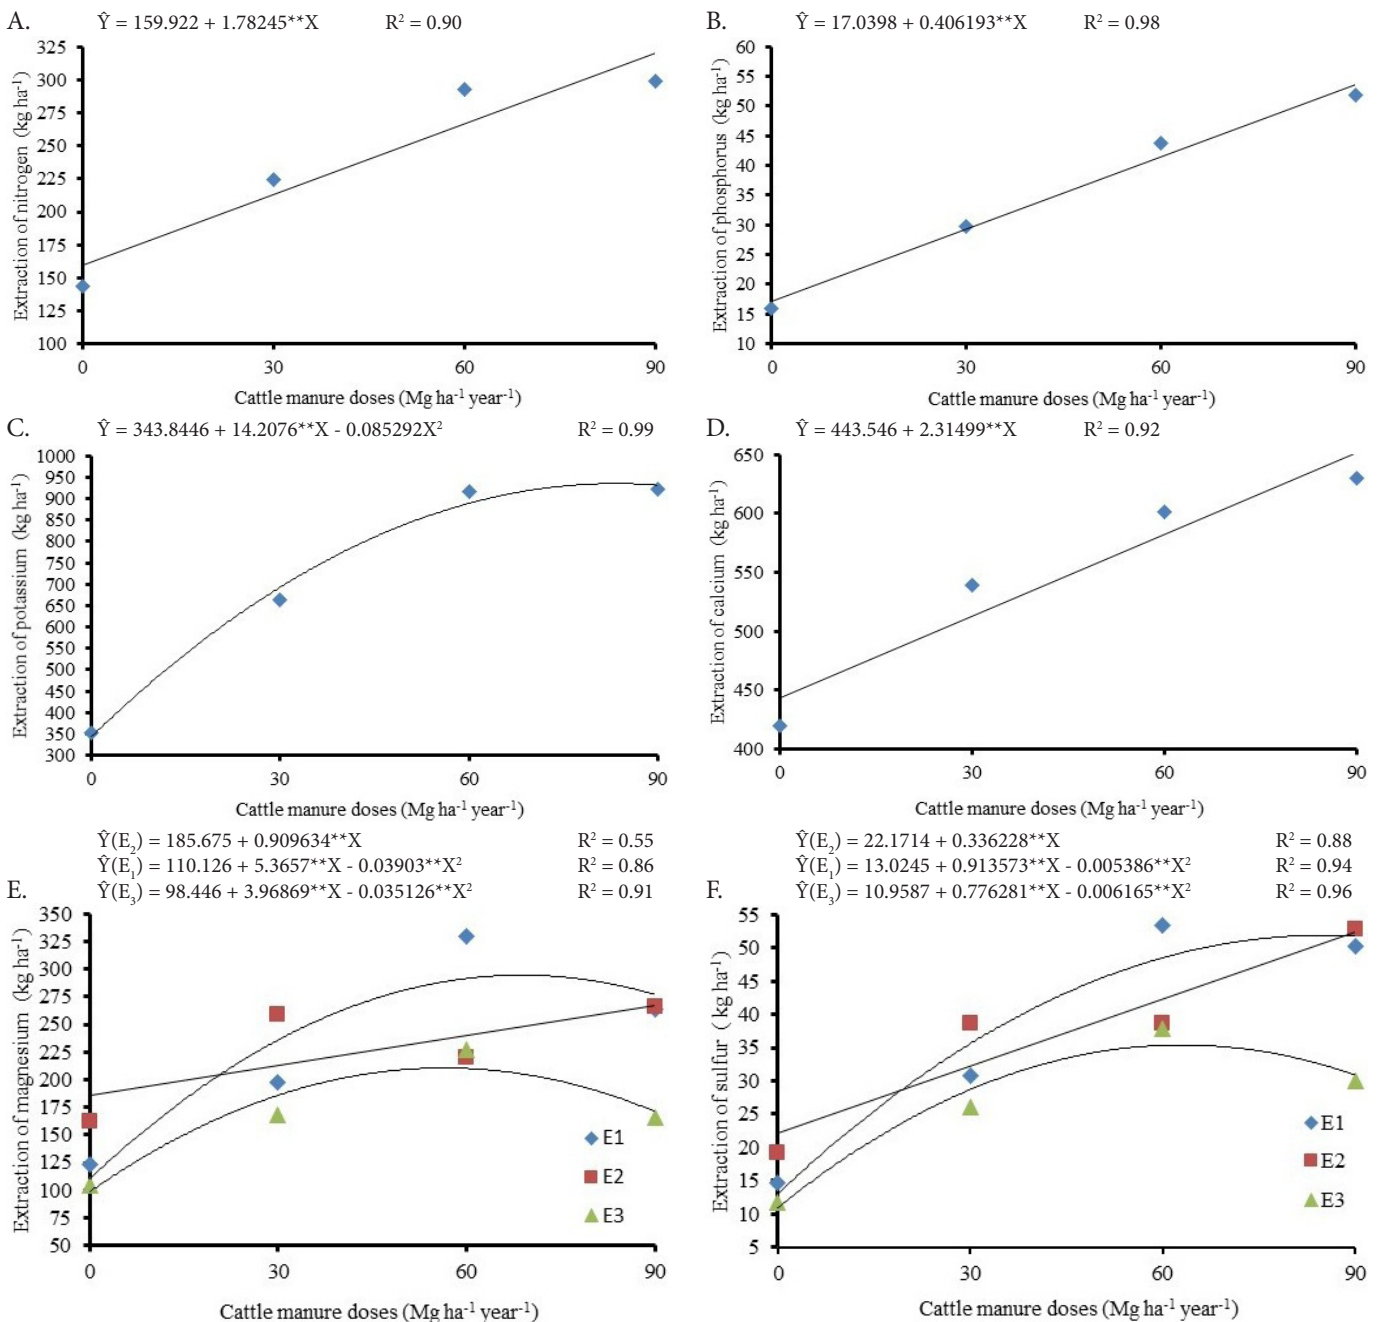 A. Ŷ = 159.922 + 1.78245**X R² = 0.90
325
300
275
250
225
200
175
150
125
100
Extraction of nitrogen (kg ha⁻¹)
0 30 60 90
Cattle manure doses (Mg ha⁻¹ year⁻¹)
B. Ŷ = 17.0398 + 0.406193**X R² = 0.98
60
55
50
45
40
35
30
25
20
15
10
Extraction of phosphorus (kg ha⁻¹)
0 30 60 90
Cattle manure doses (Mg ha⁻¹ year⁻¹)
C. Ŷ = 343.8446 + 14.2076**X - 0.085292X² R² = 0.99
1000
950
900
850
800
750
700
650
600
550
500
450
400
350
300
Extraction of potassium (kg ha⁻¹)
0 30 60 90
Cattle manure doses (Mg ha⁻¹ year⁻¹)
D. Ŷ = 443.546 + 2.31499**X R² = 0.92
650
600
550
500
450
400
Extraction of calcium (kg ha⁻¹)
0 30 60 90
Cattle manure doses (Mg ha⁻¹ year⁻¹)
Ŷ(E₂) = 185.675 + 0.909634**X R² = 0.55
Ŷ(E₁) = 110.126 + 5.3657**X - 0.03903**X² R² = 0.86
E. Ŷ(E₃) = 98.446 + 3.96869**X - 0.035126**X² R² = 0.91
350
325
300
275
250
225
200
175
150
125
100
75
50
Extraction of magnesium (kg ha⁻¹)
E1
E2
E3
0 30 60 90
Cattle manure doses (Mg ha⁻¹ year⁻¹)
Ŷ(E₂) = 22.1714 + 0.336228**X R² = 0.88
Ŷ(E₁) = 13.0245 + 0.913573**X - 0.005386**X² R² = 0.94
F. Ŷ(E₃) = 10.9587 + 0.776281**X - 0.006165**X² R² = 0.96
55
50
45
40
35
30
25
20
15
10
5
Extraction of sulfur ( kg ha⁻¹)
E1
E2
E3
0 30 60 90
Cattle manure doses (Mg ha⁻¹ year⁻¹)